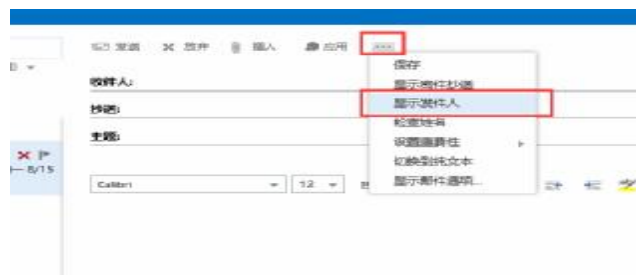 发送 放弃 插入 应用 ...
保存
显示密件抄送
显示发件人
检查姓名
设置重要性
切换到纯文本
显示邮件选项...
收件人:
抄送:
主题:
8/15
Calibri 12